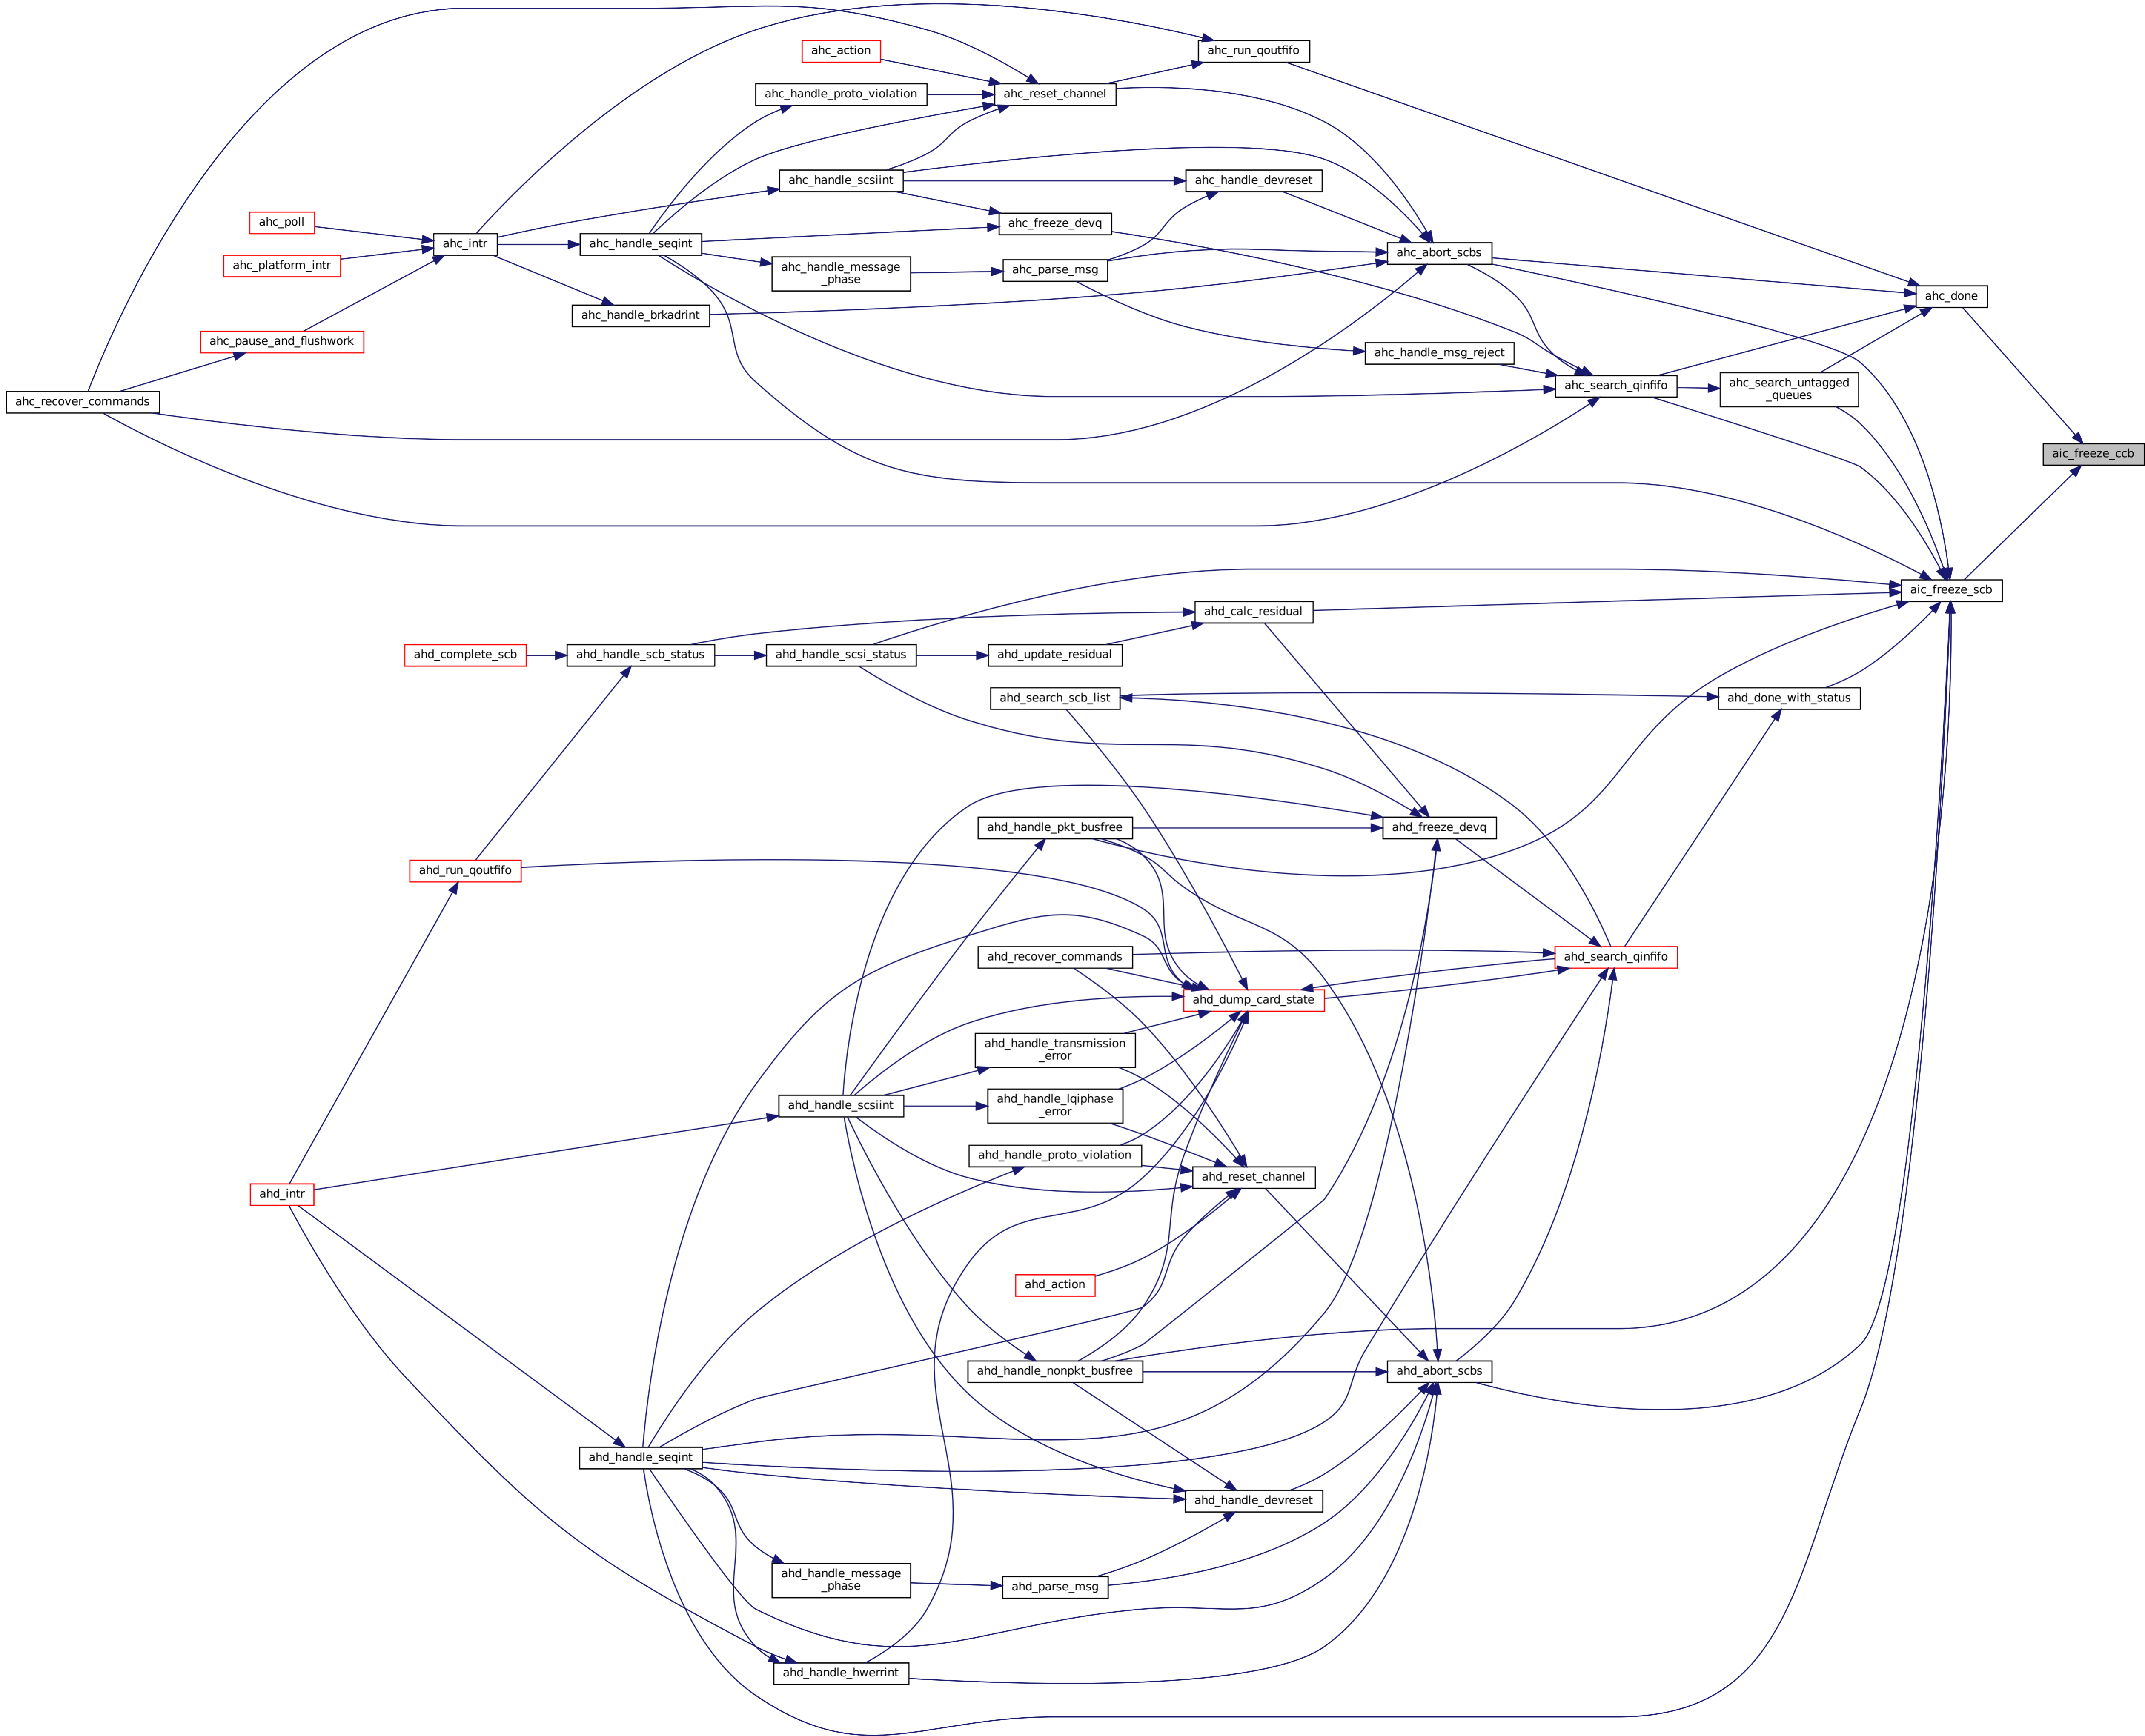 ahc_run_qoutfifo
ahc_action
ahc_handle_proto_violation
ahc_reset_channel
ahc_handle_scsiint
ahc_handle_devreset
ahc_poll
ahc_freeze_devq
ahc_intr
ahc_handle_seqint
ahc_abort_scbs
ahc_platform_intr
ahc_handle_message
_phase
ahc_parse_msg
ahc_done
ahc_handle_brkadrint
ahc_pause_and_flushwork
ahc_handle_msg_reject
ahc_recover_commands
ahc_search_qinfifo
ahc_search_untagged
_queues
aic_freeze_ccb
aic_freeze_scb
ahd_calc_residual
ahd_complete_scb
ahd_handle_scb_status
ahd_handle_scsi_status
ahd_update_residual
ahd_search_scb_list
ahd_done_with_status
ahd_handle_pkt_busfree
ahd_freeze_devq
ahd_run_qoutfifo
ahd_recover_commands
ahd_search_qinfifo
ahd_dump_card_state
ahd_handle_transmission
_error
ahd_handle_scsiint
ahd_handle_lqiphase
_error
ahd_handle_proto_violation
ahd_reset_channel
ahd_intr
ahd_action
ahd_handle_nonpkt_busfree
ahd_abort_scbs
ahd_handle_seqint
ahd_handle_devreset
ahd_handle_message
_phase
ahd_parse_msg
ahd_handle_hwerrint